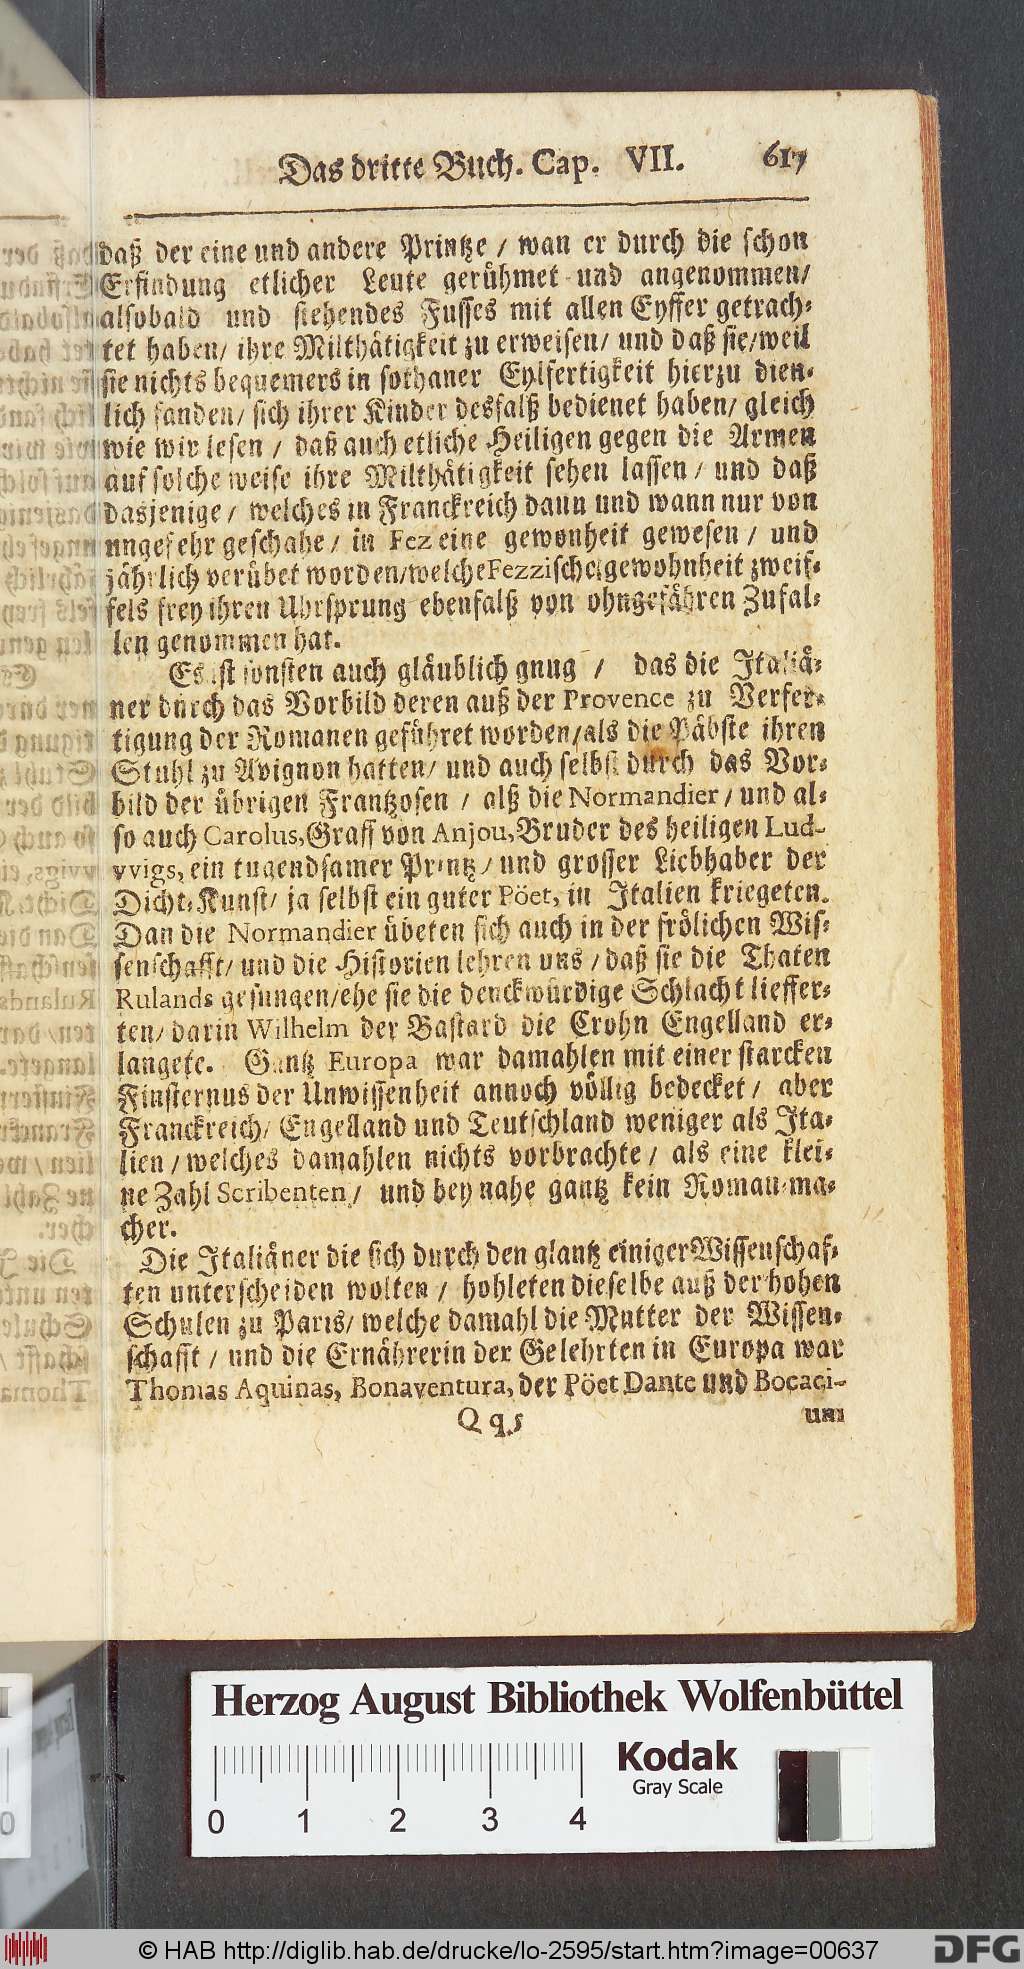 Das dritte Buch. Cap. VII. 617
daß der eine und andere Printze / wan er durch die schon
Erfindung etlicher Leute gerühmet und angenommen/
alsobald und stehendes Fusses mit allen Eyffer getrach-
tet haben/ ihre Milthätigkeit zu erweisen/ und daß sie/weil
sie nichts bequemers in sothaner Eylfertigkeit hierzu dien-
lich fanden/ sich ihrer Kinder desfalß bedienet haben/ gleich
wie wir lesen / daß auch etliche Heiligen gegen die Armen
auf solche weise ihre Milthätigkeit sehen lassen/ und daß
dasjenige/ welches in Franckreich dann und wann nur von
ungefehr geschahe/ in Fez eine gewonheit gewesen / und
jährlich verübet worden/welche Fezzische gewohnheit zweif-
fels frey ihren Uhrsprung ebenfalß von ohngefähren Zufäl-
len genommen hat.
Es ist sonsten auch gläublich gnug / das die Italiä-
ner durch das Vorbild deren auß der Provence zu Verfer-
tigung der Romanen geführet worden/als die Päbste ihren
Stuhl zu Avignon hatten/ und auch selbst durch das Vor-
bild der übrigen Frantzosen / alß die Normandier/ und al-
so auch Carolus,Graff von Anjou,Bruder des heiligen Lud-
vvigs, ein tugendsamer Printz/ und grosser Liebhaber der
Dicht-Kunst/ ja selbst ein guter Pöet, in Italien kriegeten.
Dan die Normandier übeten sich auch in der frölichen Wis-
senschafft/ und die Historien lehren uns / daß sie die Thaten
Rulands gesungen/ehe sie die denckwürdige Schlacht lieffer-
ten/ darin Wilhelm der Bastard die Crohn Engelland er-
langete. Gantz Europa war damahlen mit einer starcken
Finsternus der Unwissenheit annoch völlig bedecket / aber
Franckreich/ Engelland und Teutschland weniger als Ita-
lien / welches damahlen nichts vorbrachte / als eine klei-
ne Zahl Scribenten/ und bey nahe gantz kein Roman-ma-
cher.
Die Italiäner die sich durch den glantz einiger Wissenschaf-
ten unterscheiden wolten / hohleten dieselbe auß der hohen
Schulen zu Paris/ welche damahl die Mutter der Wissen-
schafft / und die Ernährerin der Gelehrten in Europa war
Thomas Aquinas, Bonaventura, der Pöet Dante und Bocaci-
Q q 5 um
Herzog August Bibliothek Wolfenbüttel
Kodak
Gray Scale
0 1 2 3 4
© HAB http://diglib.hab.de/drucke/lo-2595/start.htm?image=00637
DFG